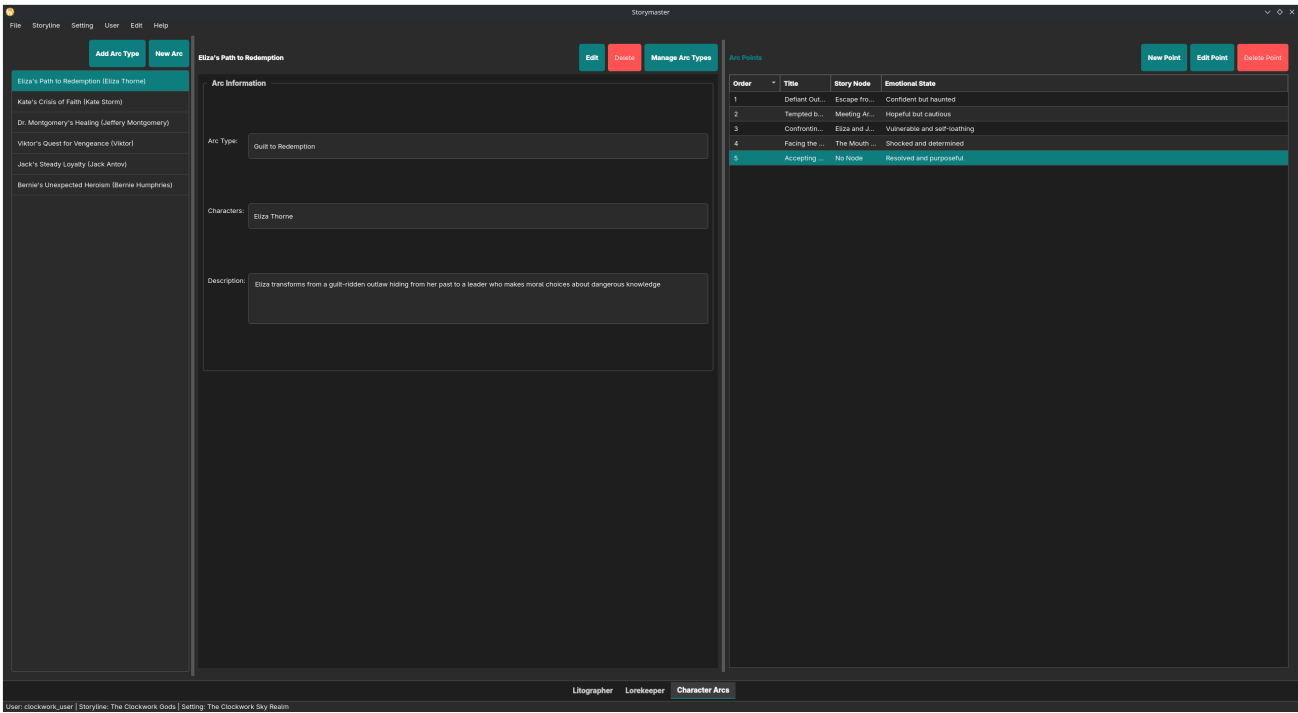 Storymaster
File Storyline Setting User Edit Help
Add Arc Type New Arc
Eliza's Path to Redemption (Eliza Thorne)
Kate's Crisis of Faith (Kate Storm)
Dr. Montgomery's Healing (Jeffery Montgomery)
Viktor's Quest for Vengeance (Viktor)
Jack's Steady Loyalty (Jack Antov)
Bernie's Unexpected Heroism (Bernie Humphries)
Eliza's Path to Redemption Edit Delete Manage Arc Types
Arc Information
Arc Type: Guilt to Redemption
Characters: Eliza Thorne
Description: Eliza transforms from a guilt-ridden outlaw hiding from her past to a leader who makes moral choices about dangerous knowledge
Arc Points New Point Edit Point Delete Point
Order Title Story Node Emotional State
1 Defiant Out... Escape fro... Confident but haunted
2 Tempted b... Meeting Ar... Hopeful but cautious
3 Confrontin... Eliza and J... Vulnerable and self-loathing
4 Facing the ... The Mouth ... Shocked and determined
5 Accepting ... No Node Resolved and purposeful
Litographer Lorekeeper Character Arcs
User: clockwork_user | Storyline: The Clockwork Gods | Setting: The Clockwork Sky Realm